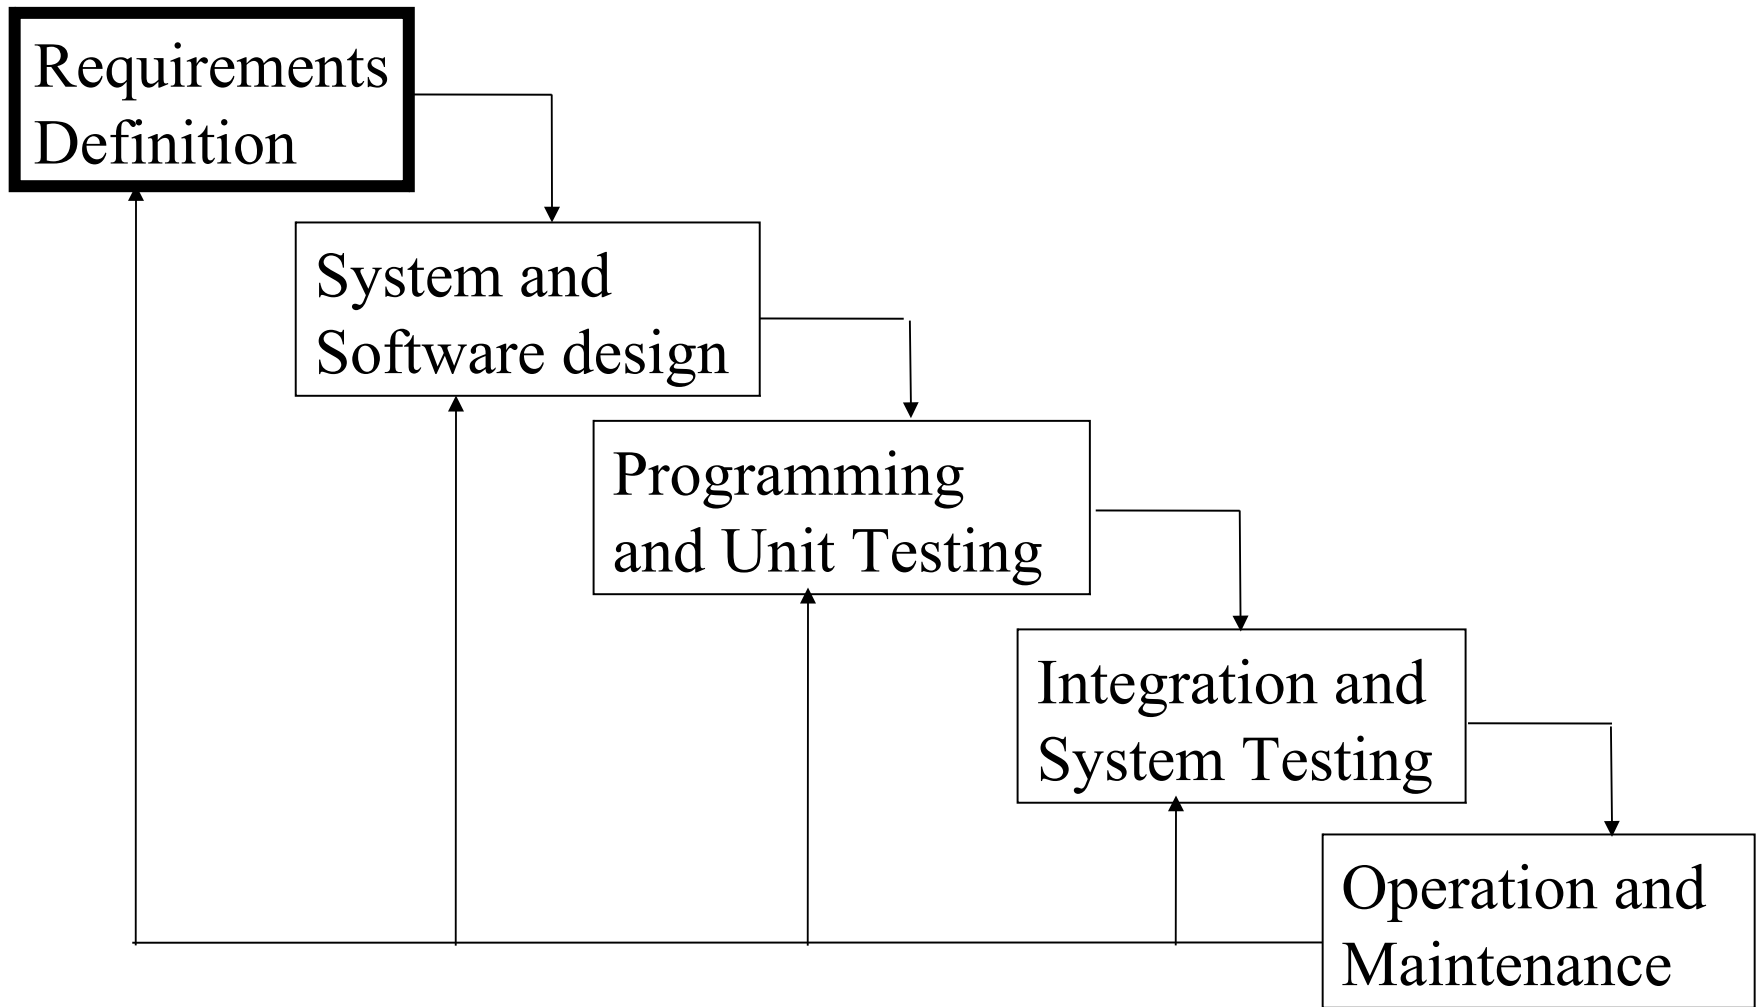 Requirements
Definition
System and
Software design
Programming
and Unit Testing
Integration and
System Testing
Operation and
Maintenance